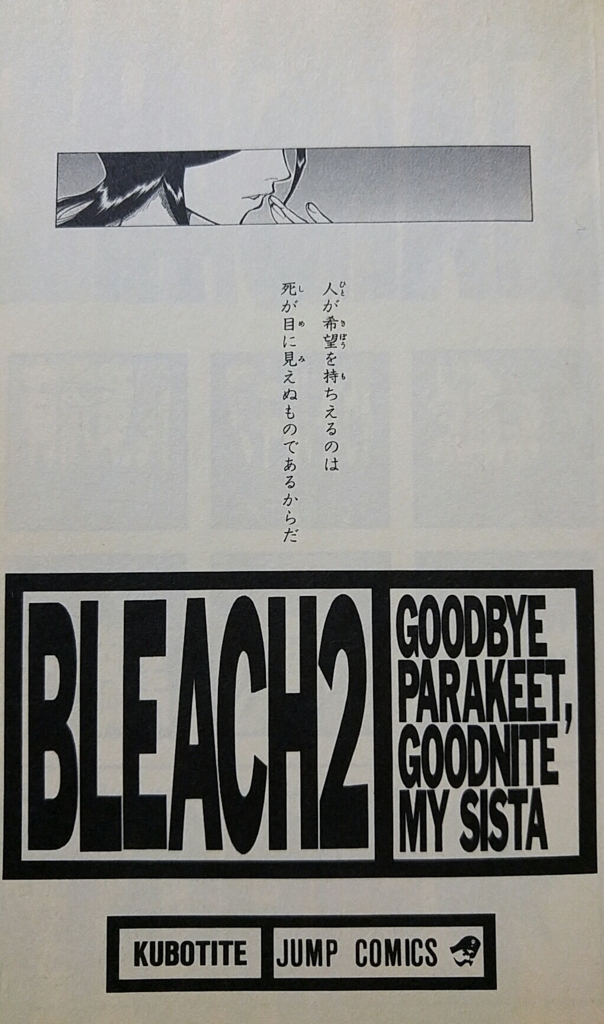 人が希望を持ちえるのは
死が目に見えぬものであるからだ
BLEACH2
GOODBYE
PARAKEET,
GOODNITE
MY SISTA
KUBOTITE
JUMP COMICS